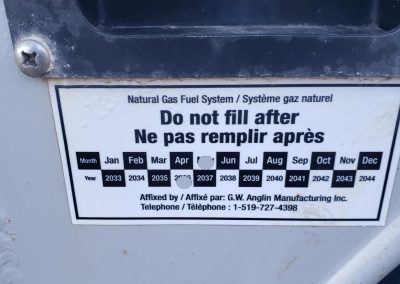 Natural Gas Fuel System / Système gaz naturel
Do not fill after
Ne pas remplir après
Month Jan Feb Mar Apr Jun Jul Aug Sep Oct Nov Dec
Year 2033 2034 2035 2037 2038 2039 2040 2041 2042 2043 2044
Affixed by / Affixé par: G.W. Anglin Manufacturing Inc.
Telephone / Téléphone : 1-519-727-4398